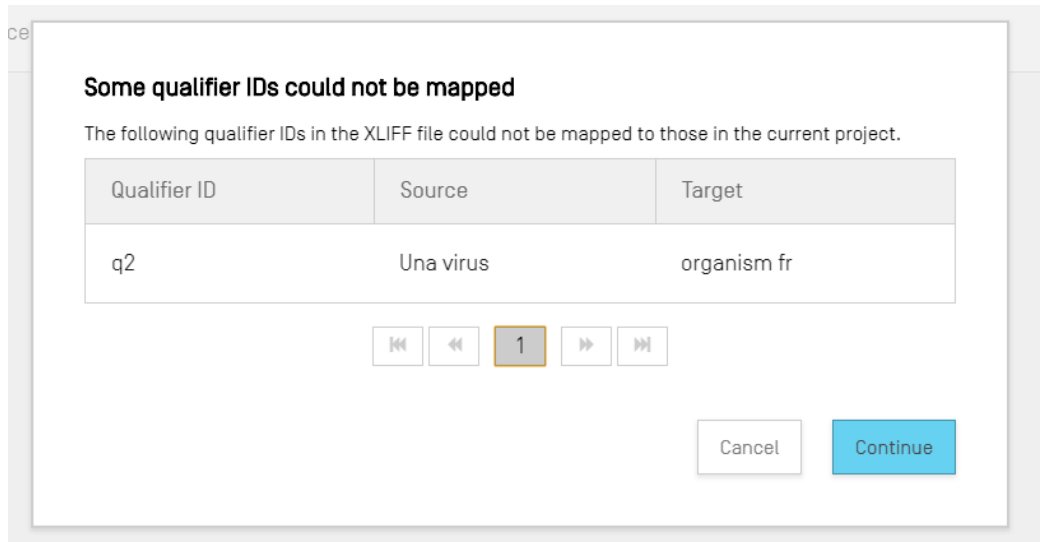 ce
Some qualifier IDs could not be mapped
The following qualifier IDs in the XLIFF file could not be mapped to those in the current project.
Qualifier ID Source Target
q2 Una virus organism fr
1
Cancel Continue